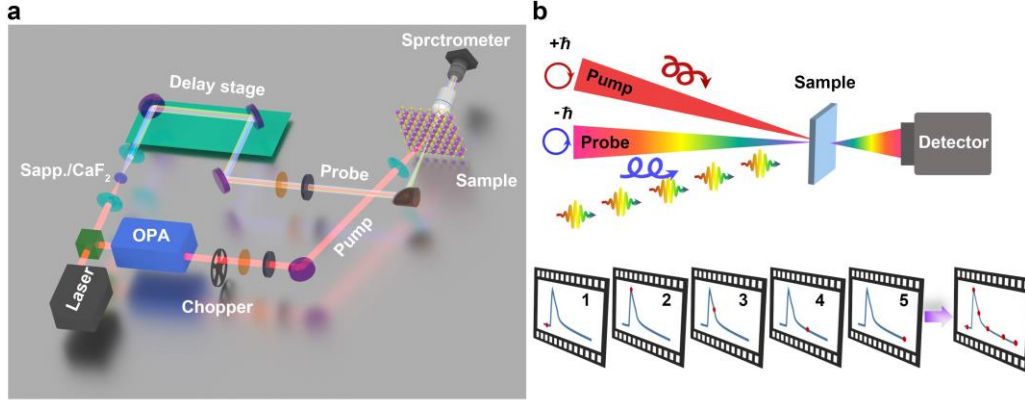 a
Sprctrometer
Delay stage
Sapp./CaF₂
Probe
Sample
OPA
Pump
Laser
Chopper
b
+ħ
Pump
Sample
-ħ
Probe
Detector
1
2
3
4
5